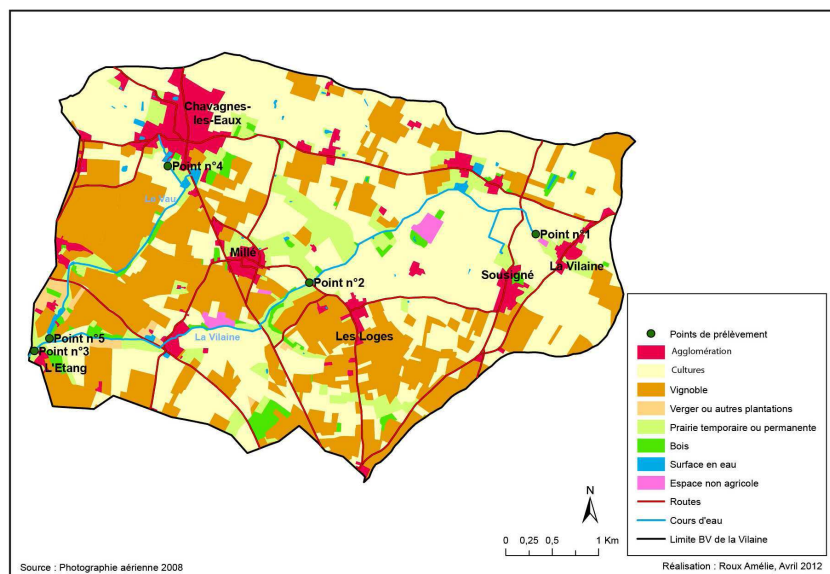 Chavagnes-
les-Eaux
Point n°4
La Vau
Point n°1
Millé
La Vilaine
Sousigné
Point n°2
Les Loges
La Vilaine
Point n°5
Point n°3
L'Etang
Points de prélèvement
Agglomération
Cultures
Vignoble
Verger ou autres plantations
Prairie temporaire ou permanente
Bois
Surface en eau
Espace non agricole
Routes
Cours d'eau
Limite BV de la Vilaine
N
0 0,25 0,5 1 Km
Source : Photographie aérienne 2008
Réalisation : Roux Amélie, Avril 2012